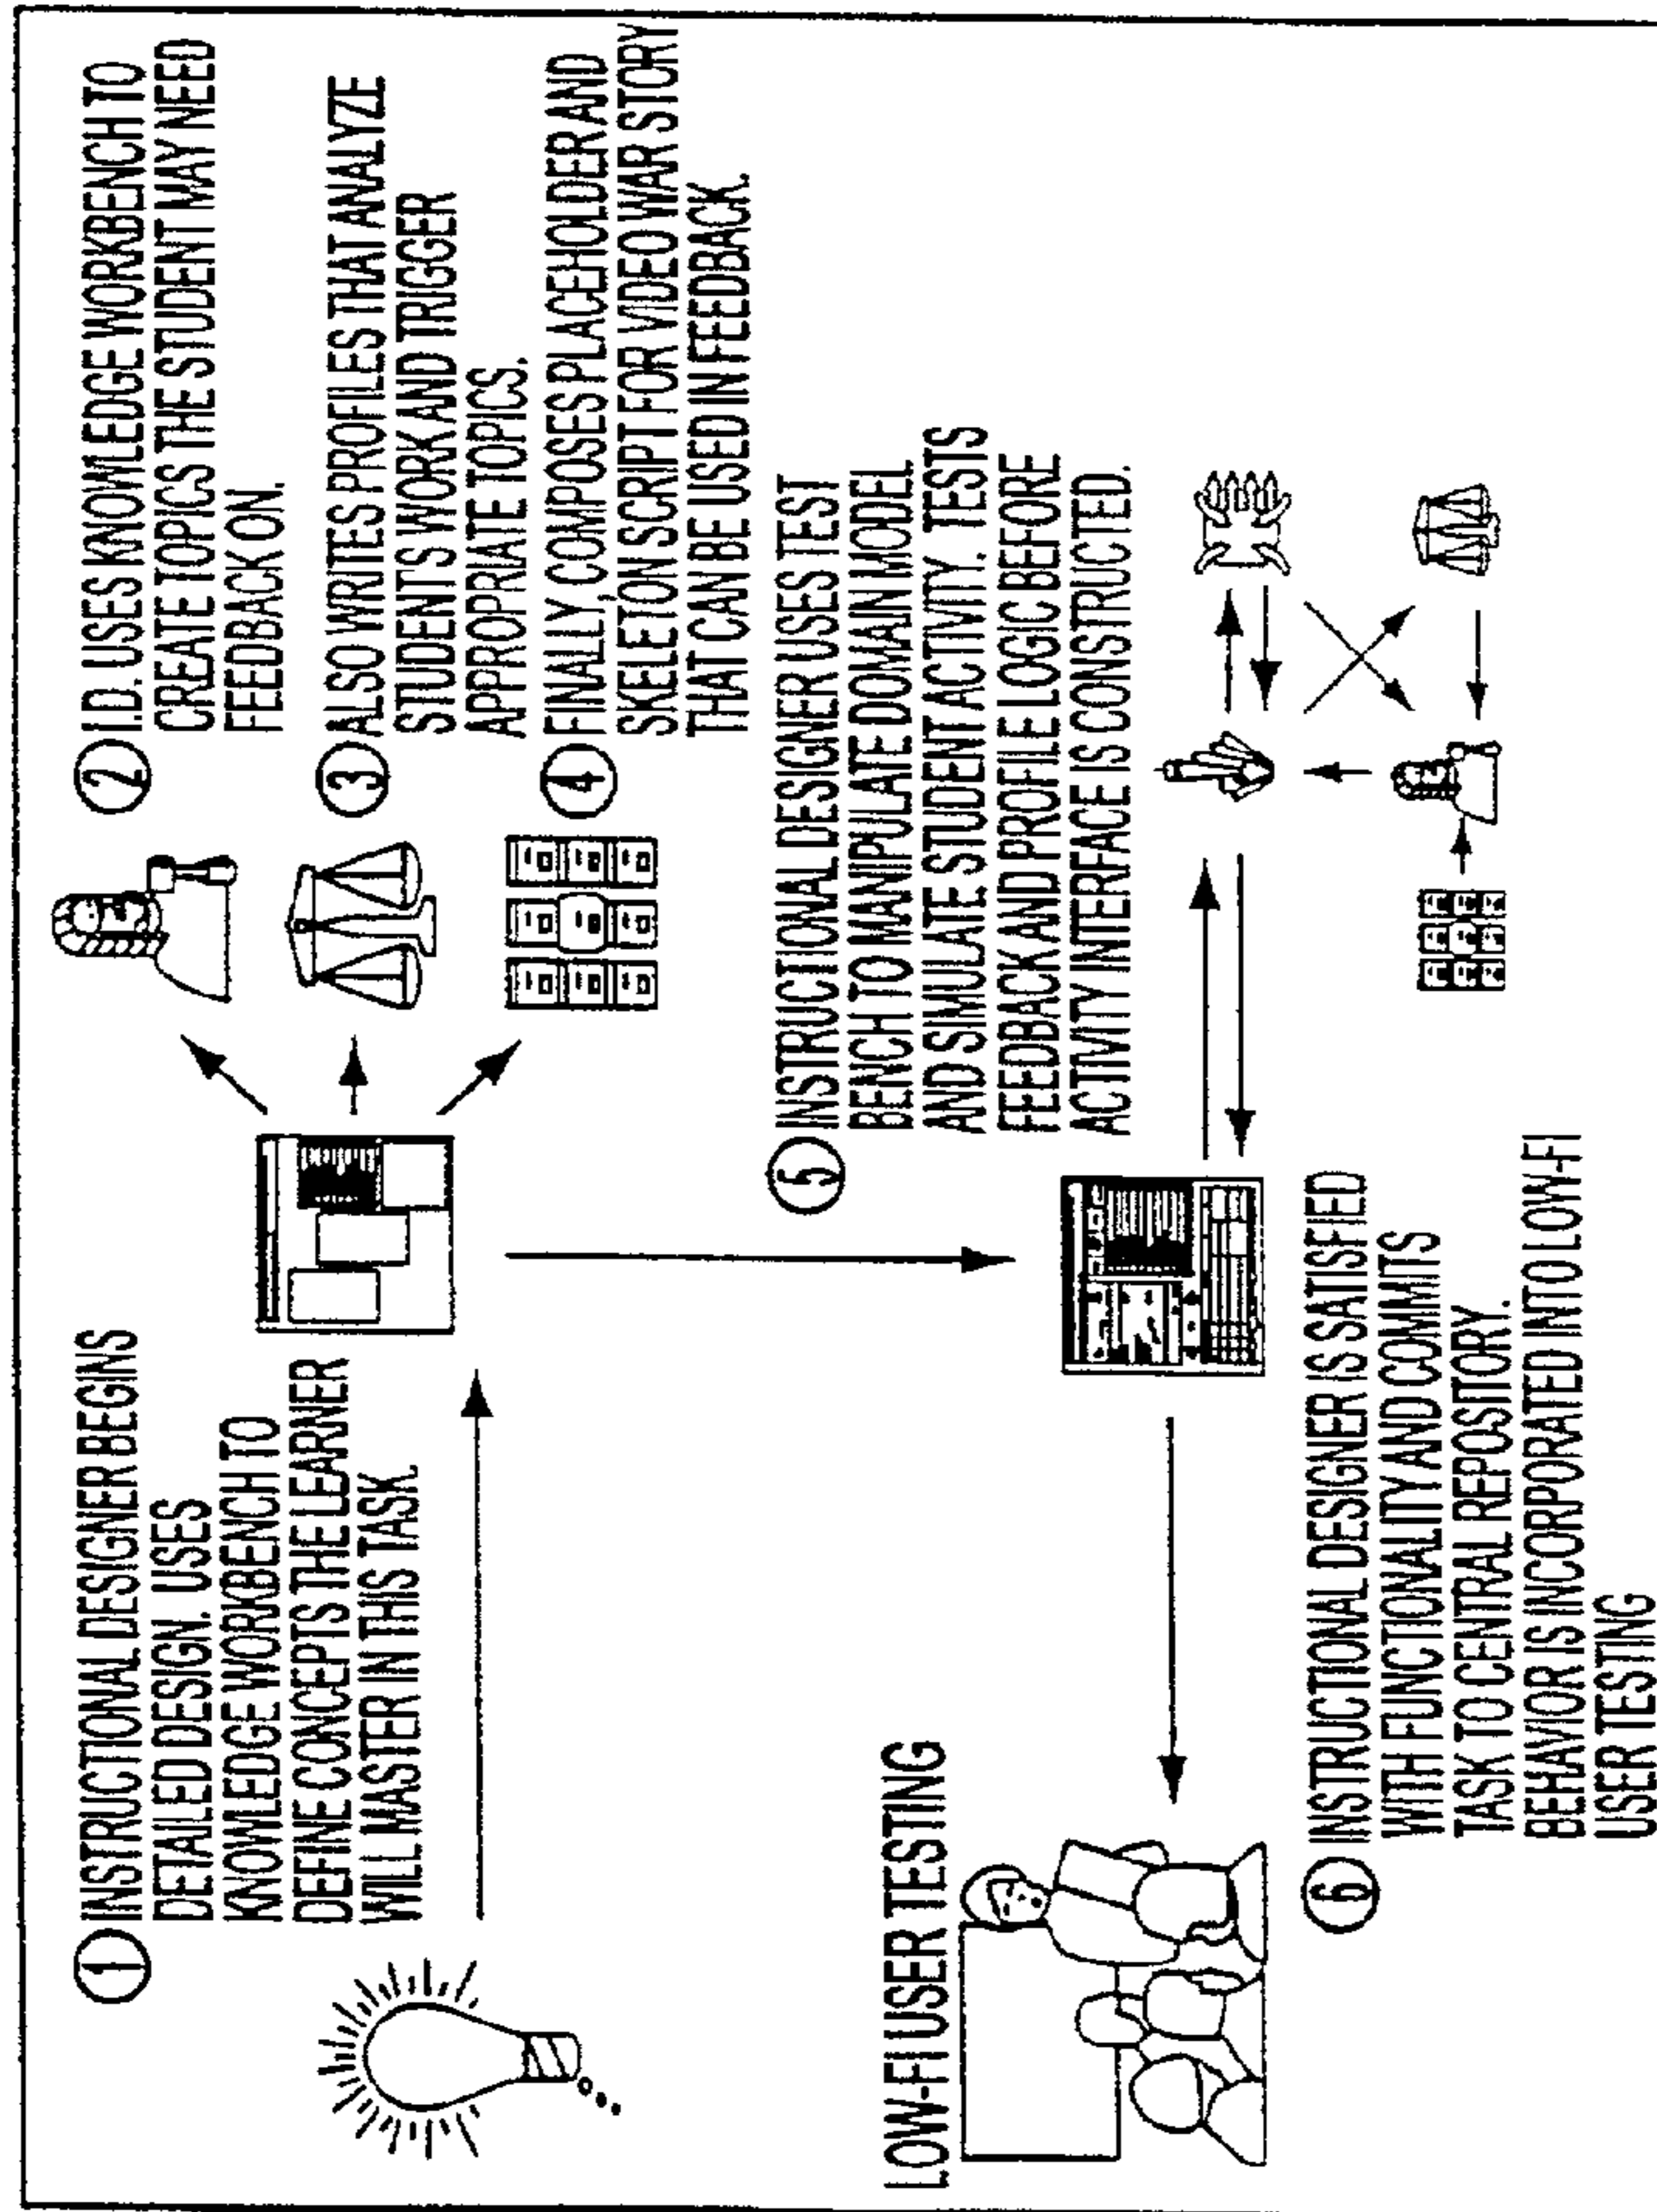 1 INSTRUCTIONAL DESIGNER BEGINS
DETAILED DESIGN. USES
KNOWLEDGE WORKBENCH TO
DEFINE CONCEPTS THE LEARNER
WILL MASTER IN THIS TASK.
2 I.D. USES KNOWLEDGE WORKBENCH TO
CREATE TOPICS THE STUDENT MAY NEED
FEEDBACK ON.
3 ALSO WRITES PROFILES THAT ANALYZE
STUDENT'S WORK AND TRIGGER
APPROPRIATE TOPICS.
4 FINALLY, COMPOSES PLACEHOLDER AND
SKELETON SCRIPT FOR VIDEO WAR STORY
THAT CAN BE USED IN FEEDBACK.
5 INSTRUCTIONAL DESIGNER USES TEST
BENCH TO MANIPULATE DOMAIN MODEL
AND SIMULATE STUDENT ACTIVITY. TESTS
FEEDBACK AND PROFILE LOGIC BEFORE
ACTIVITY INTERFACE IS CONSTRUCTED.
LOW-FI USER TESTING
6 INSTRUCTIONAL DESIGNER IS SATISFIED
WITH FUNCTIONALITY AND COMMITS
TASK TO CENTRAL REPOSITORY.
BEHAVIOR IS INCORPORATED INTO LOW-FI
USER TESTING